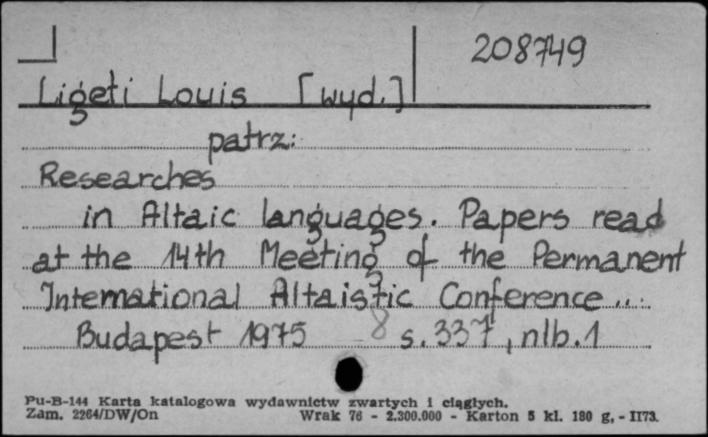 208749
Ligeti Louis [wyd.]
patrz:
Researches
in Altaic languages. Papers read
at the 14th Meeting of the Permanent
International Altaistic Conference...
Budapest 1975 8 s. 337, nlb. 1
Pu-B-144 Karta katalogowa wydawnictw zwartych i ciągłych.
Zam. 2264/DW/On Wrak 76 - 2.300.000 - Karton 5 kl. 180 g. - II73.